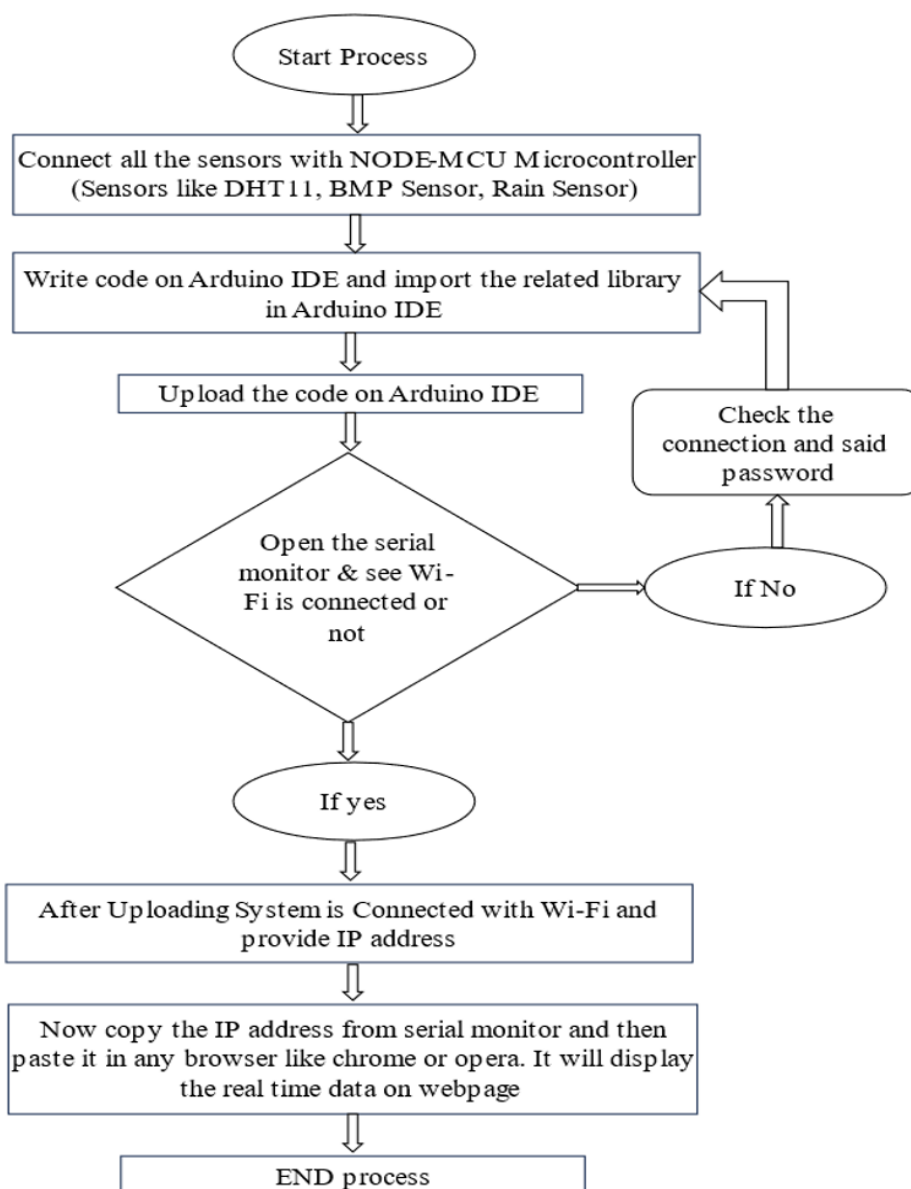 Start Process
Connect all the sensors with NODE-MCU Microcontroller
(Sensors like DHT11, BMP Sensor, Rain Sensor)
Write code on Arduino IDE and import the related library
in Arduino IDE
Upload the code on Arduino IDE
Check the
connection and said
password
Open the serial
monitor & see Wi-
Fi is connected or
not
If No
If yes
After Uploading System is Connected with Wi-Fi and
provide IP address
Now copy the IP address from serial monitor and then
paste it in any browser like chrome or opera. It will display
the real time data on webpage
END process